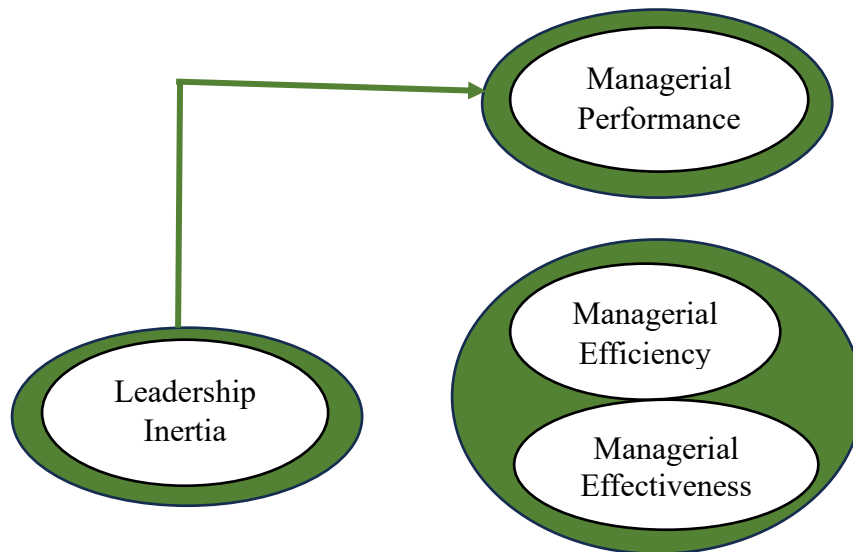 Managerial
Performance
Managerial
Efficiency
Leadership
Inertia
Managerial
Effectiveness